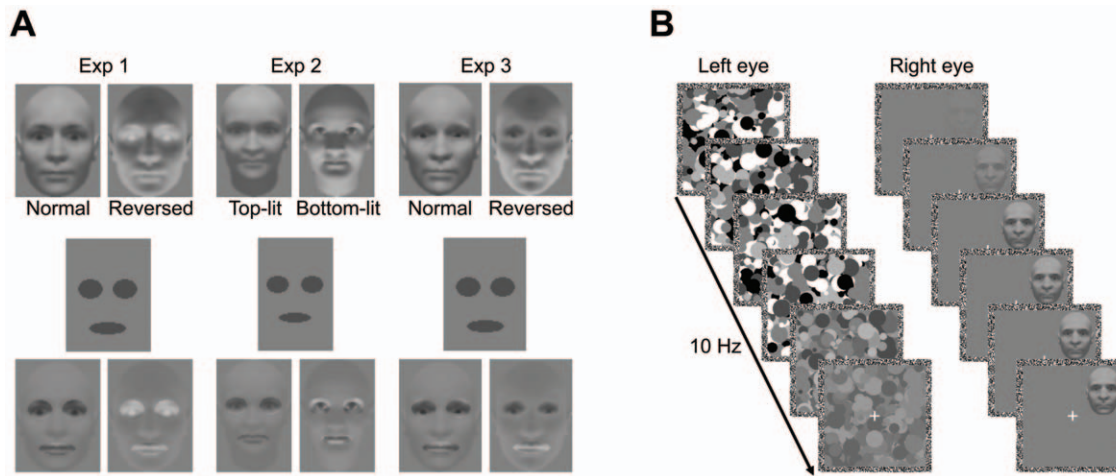 A
Exp 1
Exp 2
Exp 3
Normal
Reversed
Top-lit
Bottom-lit
Normal
Reversed
B
Left eye
Right eye
10 Hz